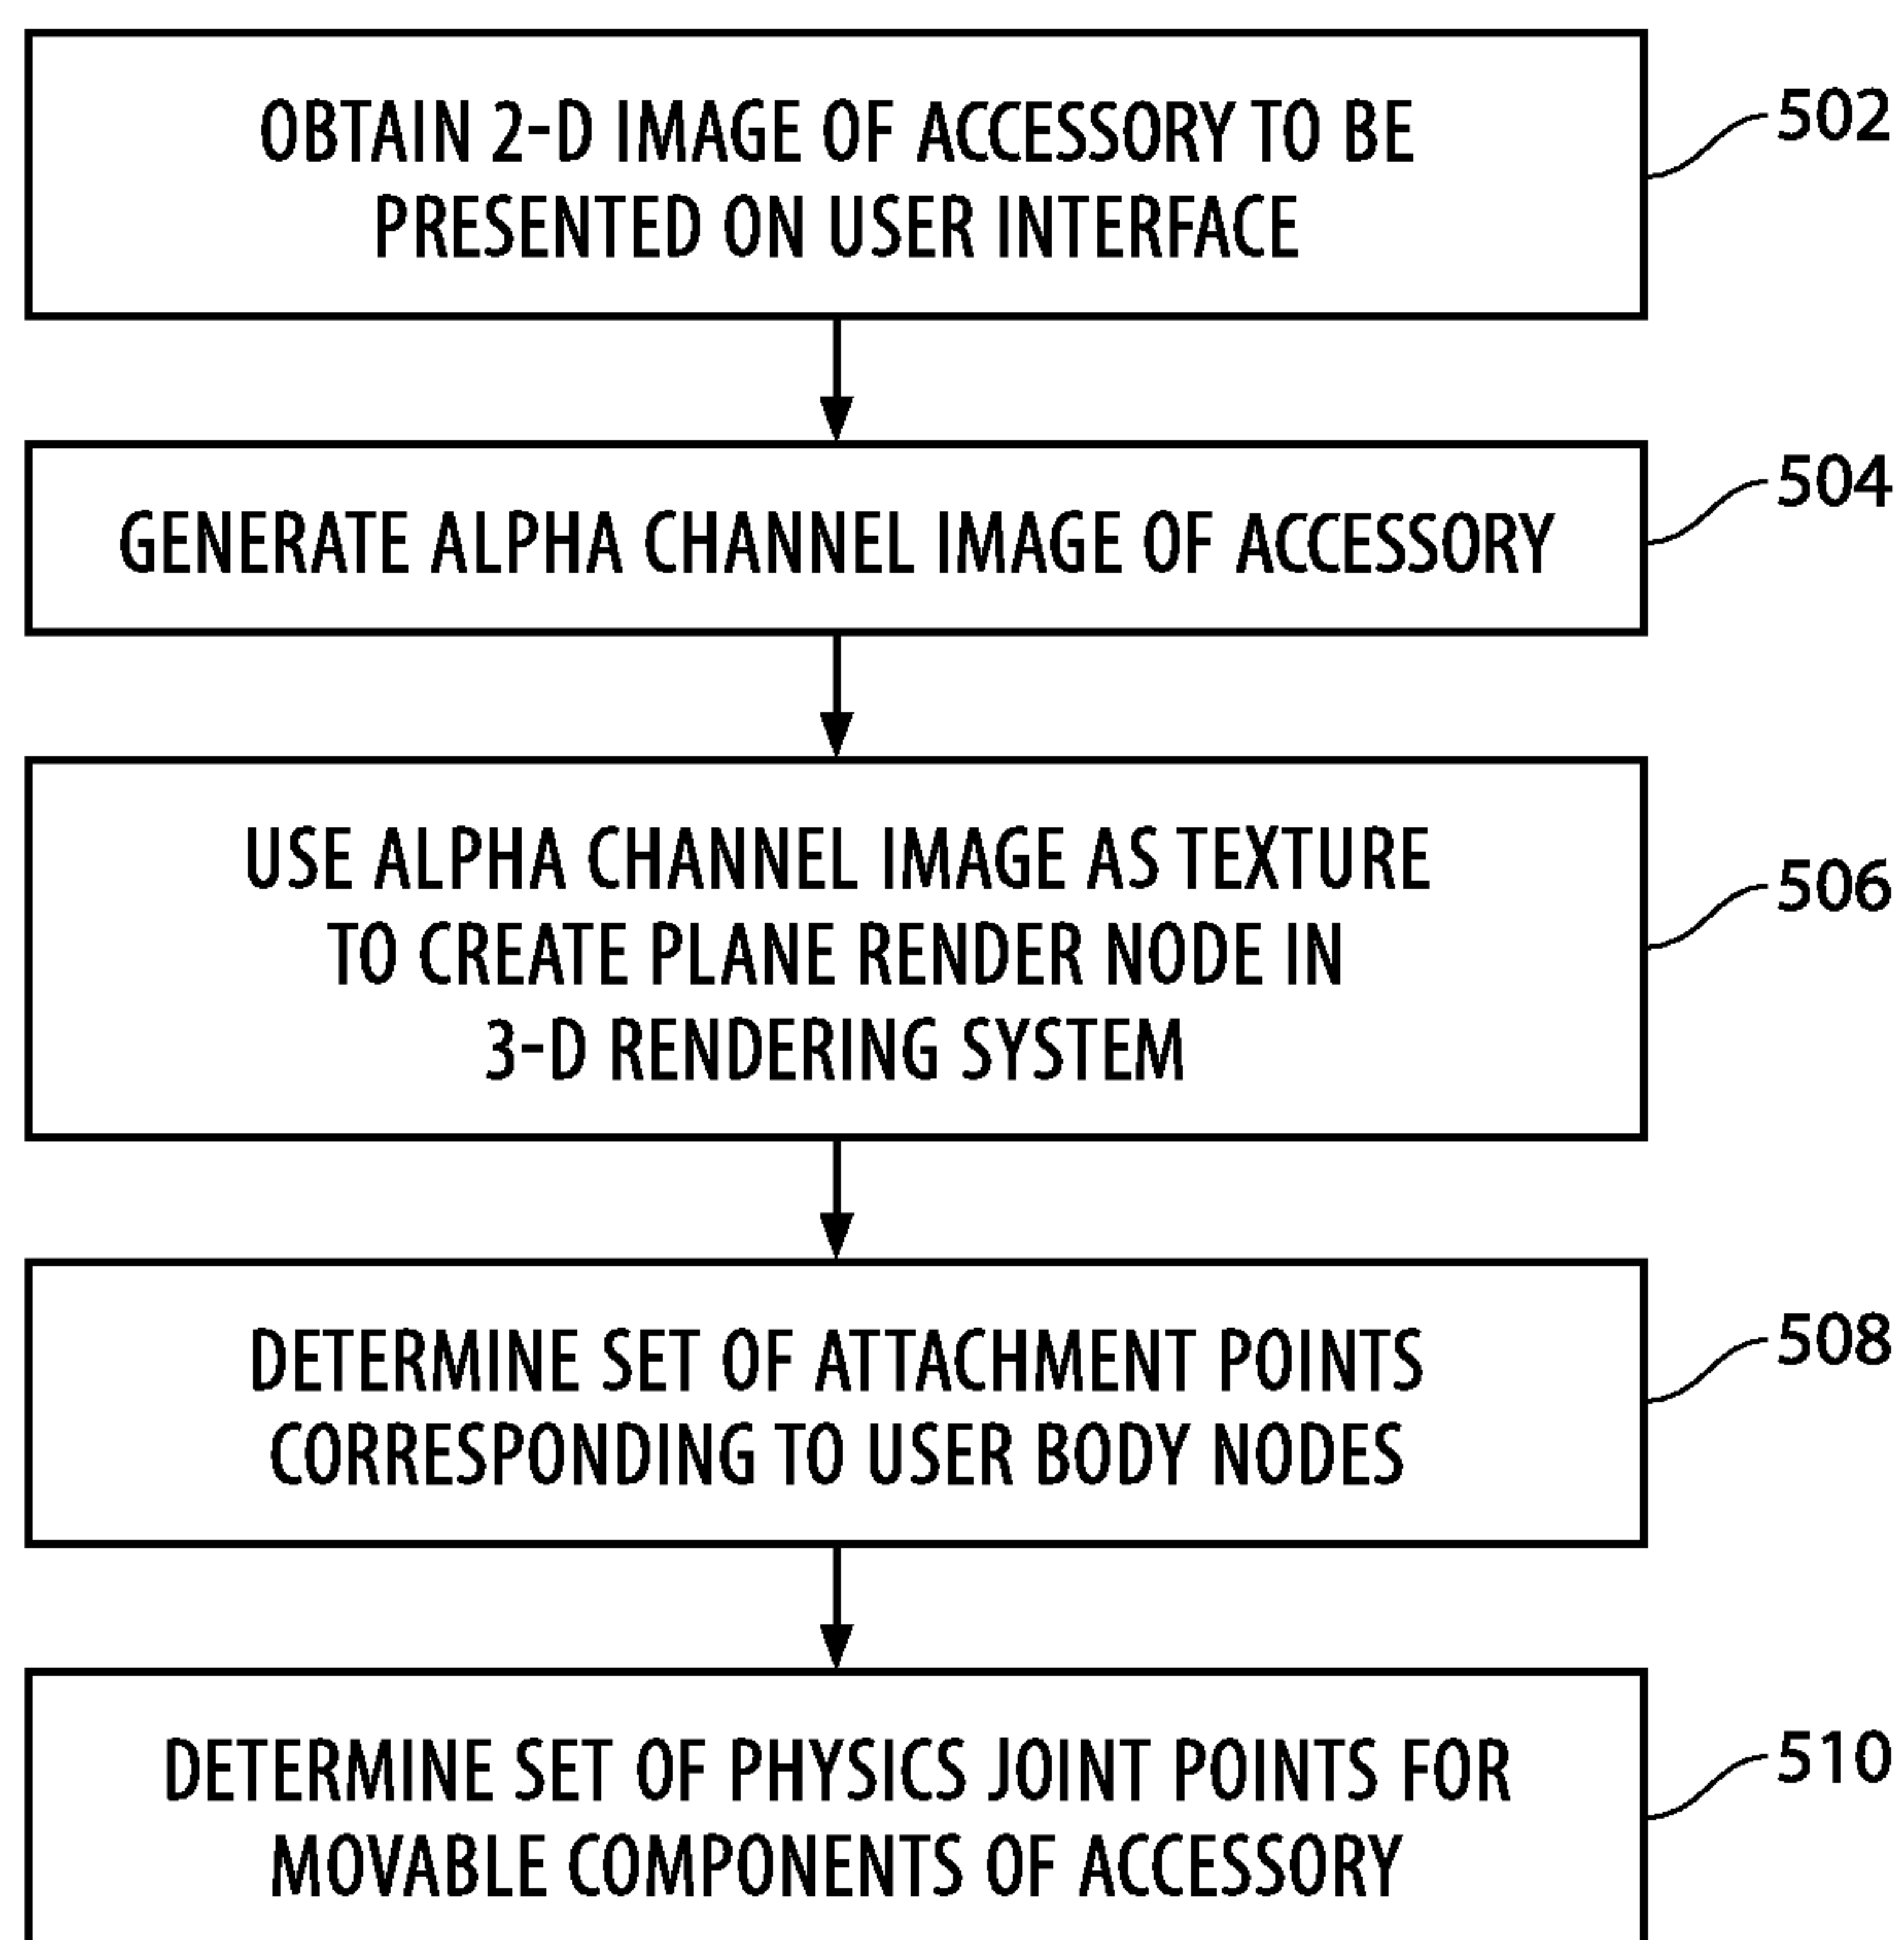 OBTAIN 2-D IMAGE OF ACCESSORY TO BE
PRESENTED ON USER INTERFACE
502
GENERATE ALPHA CHANNEL IMAGE OF ACCESSORY
504
USE ALPHA CHANNEL IMAGE AS TEXTURE
TO CREATE PLANE RENDER NODE IN
3-D RENDERING SYSTEM
506
DETERMINE SET OF ATTACHMENT POINTS
CORRESPONDING TO USER BODY NODES
508
DETERMINE SET OF PHYSICS JOINT POINTS FOR
MOVABLE COMPONENTS OF ACCESSORY
510